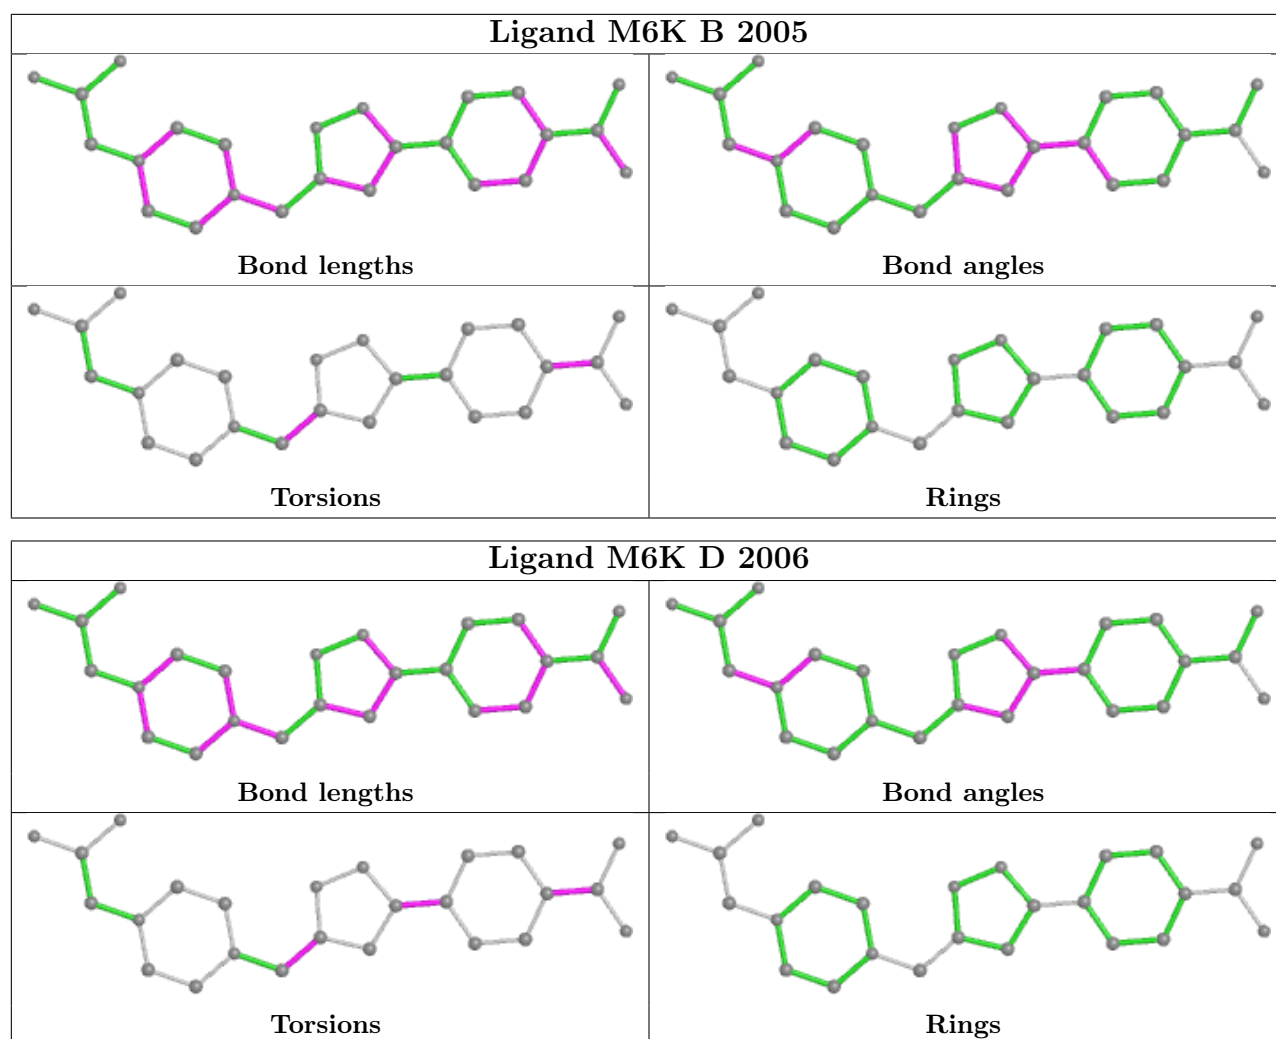 Ligand M6K B 2005
Bond lengths
Bond angles
Torsions
Rings
Ligand M6K D 2006
Bond lengths
Bond angles
Torsions
Rings